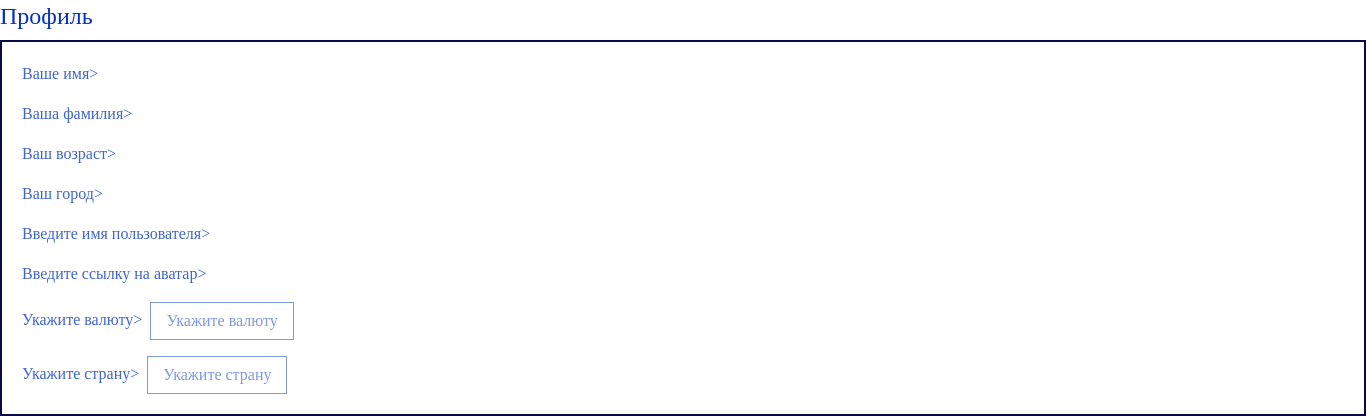 Профиль
Ваше имя>
Ваша фамилия>
Ваш возраст>
Ваш город>
Введите имя пользователя>
Введите ссылку на аватар>
Укажите валюту> Укажите валюту
Укажите страну> Укажите страну